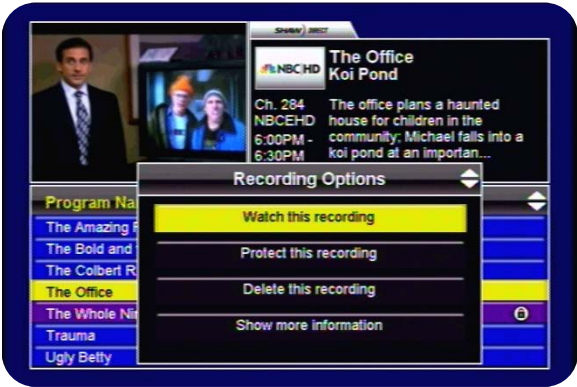 SHAW) DIRECT
NBC HD
The Office
Koi Pond
Ch. 284
NBCEHD
6:00PM -
6:30PM
The office plans a haunted
house for children in the
community; Michael falls into a
koi pond at an importan...
Recording Options
Watch this recording
Protect this recording
Delete this recording
Show more information
Program Na
The Amazing
The Bold and
The Colbert R
The Office
The Whole Nin
Trauma
Ugly Betty